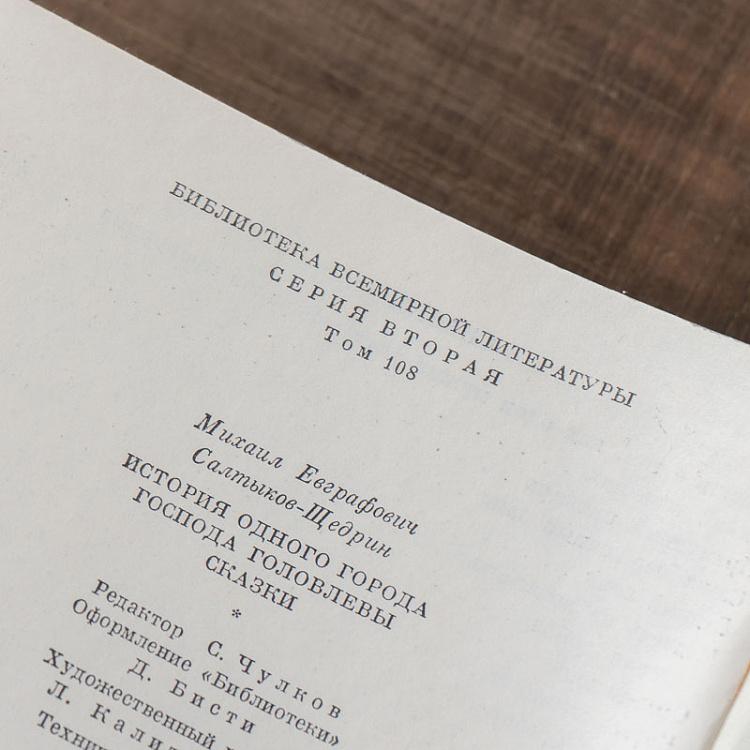 БИБЛИОТЕКА ВСЕМИРНОЙ ЛИТЕРАТУРЫ
СЕРИЯ ВТОРАЯ
Том 108
Михаил Евграфович
Салтыков-Щедрин
ИСТОРИЯ ОДНОГО ГОРОДА
ГОСПОДА ГОЛОВЛЕВЫ
СКАЗКИ
*
Редактор С. Чулков
Оформление «Библиотеки»
Д. Бисти
Художественный
Л.